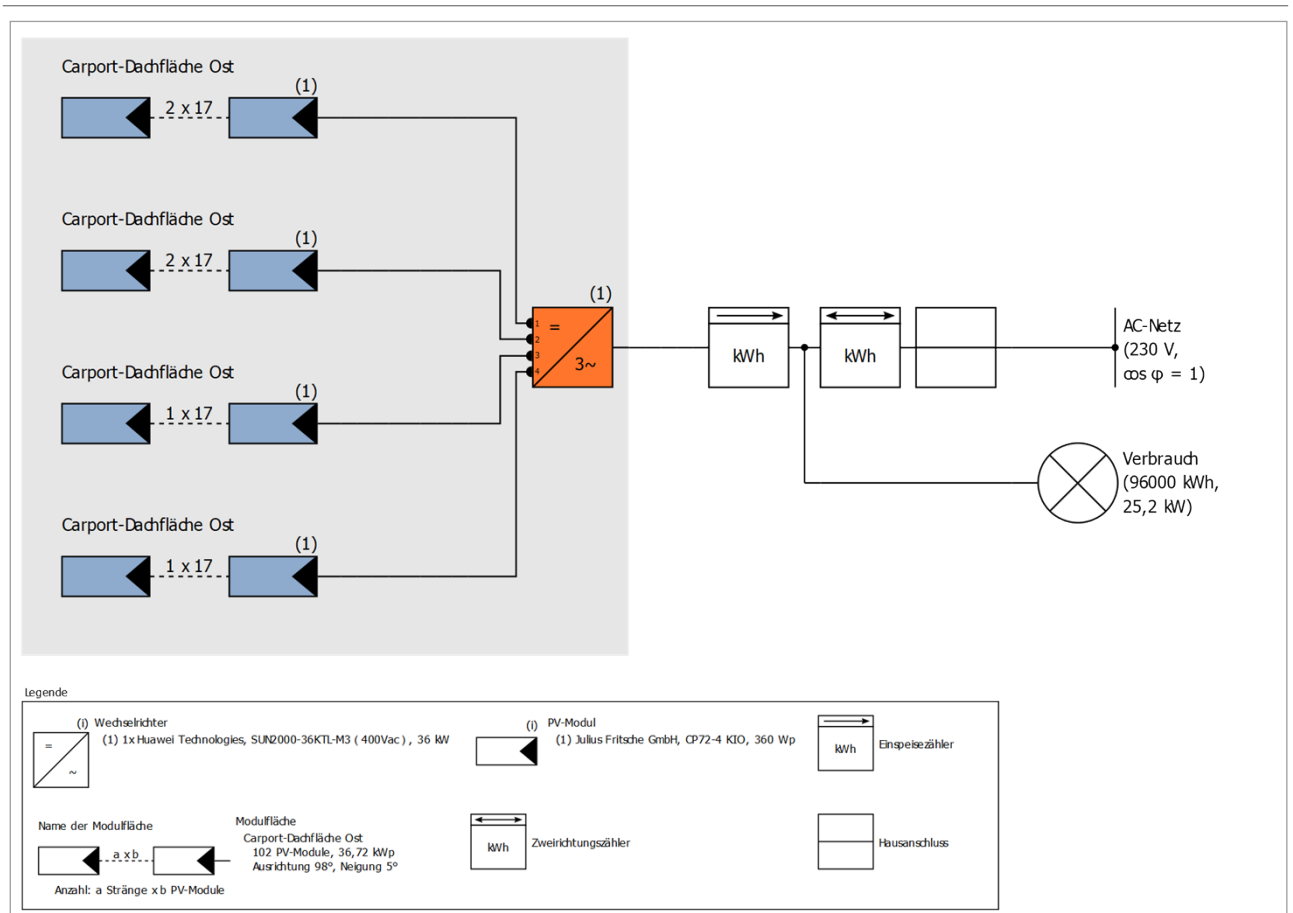 Carport-Dachfläche Ost
(1)
2 x 17
Carport-Dachfläche Ost
(1)
2 x 17
(1)
1
2
3
4
=
3~
kWh
kWh
AC-Netz
(230 V,
cos φ = 1)
Carport-Dachfläche Ost
(1)
1 x 17
Verbrauch
(96000 kWh,
25,2 kW)
Carport-Dachfläche Ost
(1)
1 x 17
Legende
(i) Wechselrichter
(1) 1x Huawei Technologies, SUN2000-36KTL-M3 (400Vac), 36 kW
=
~
(i) PV-Modul
(1) Julius Fritsche GmbH, CP72-4 KIO, 360 Wp
kWh
Einspeisezähler
Name der Modulfläche
a x b
Anzahl: a Stränge x b PV-Module
Modulfläche
Carport-Dachfläche Ost
102 PV-Module, 36,72 kWp
Ausrichtung 98°, Neigung 5°
kWh
Zweirichtungszähler
Hausanschluss